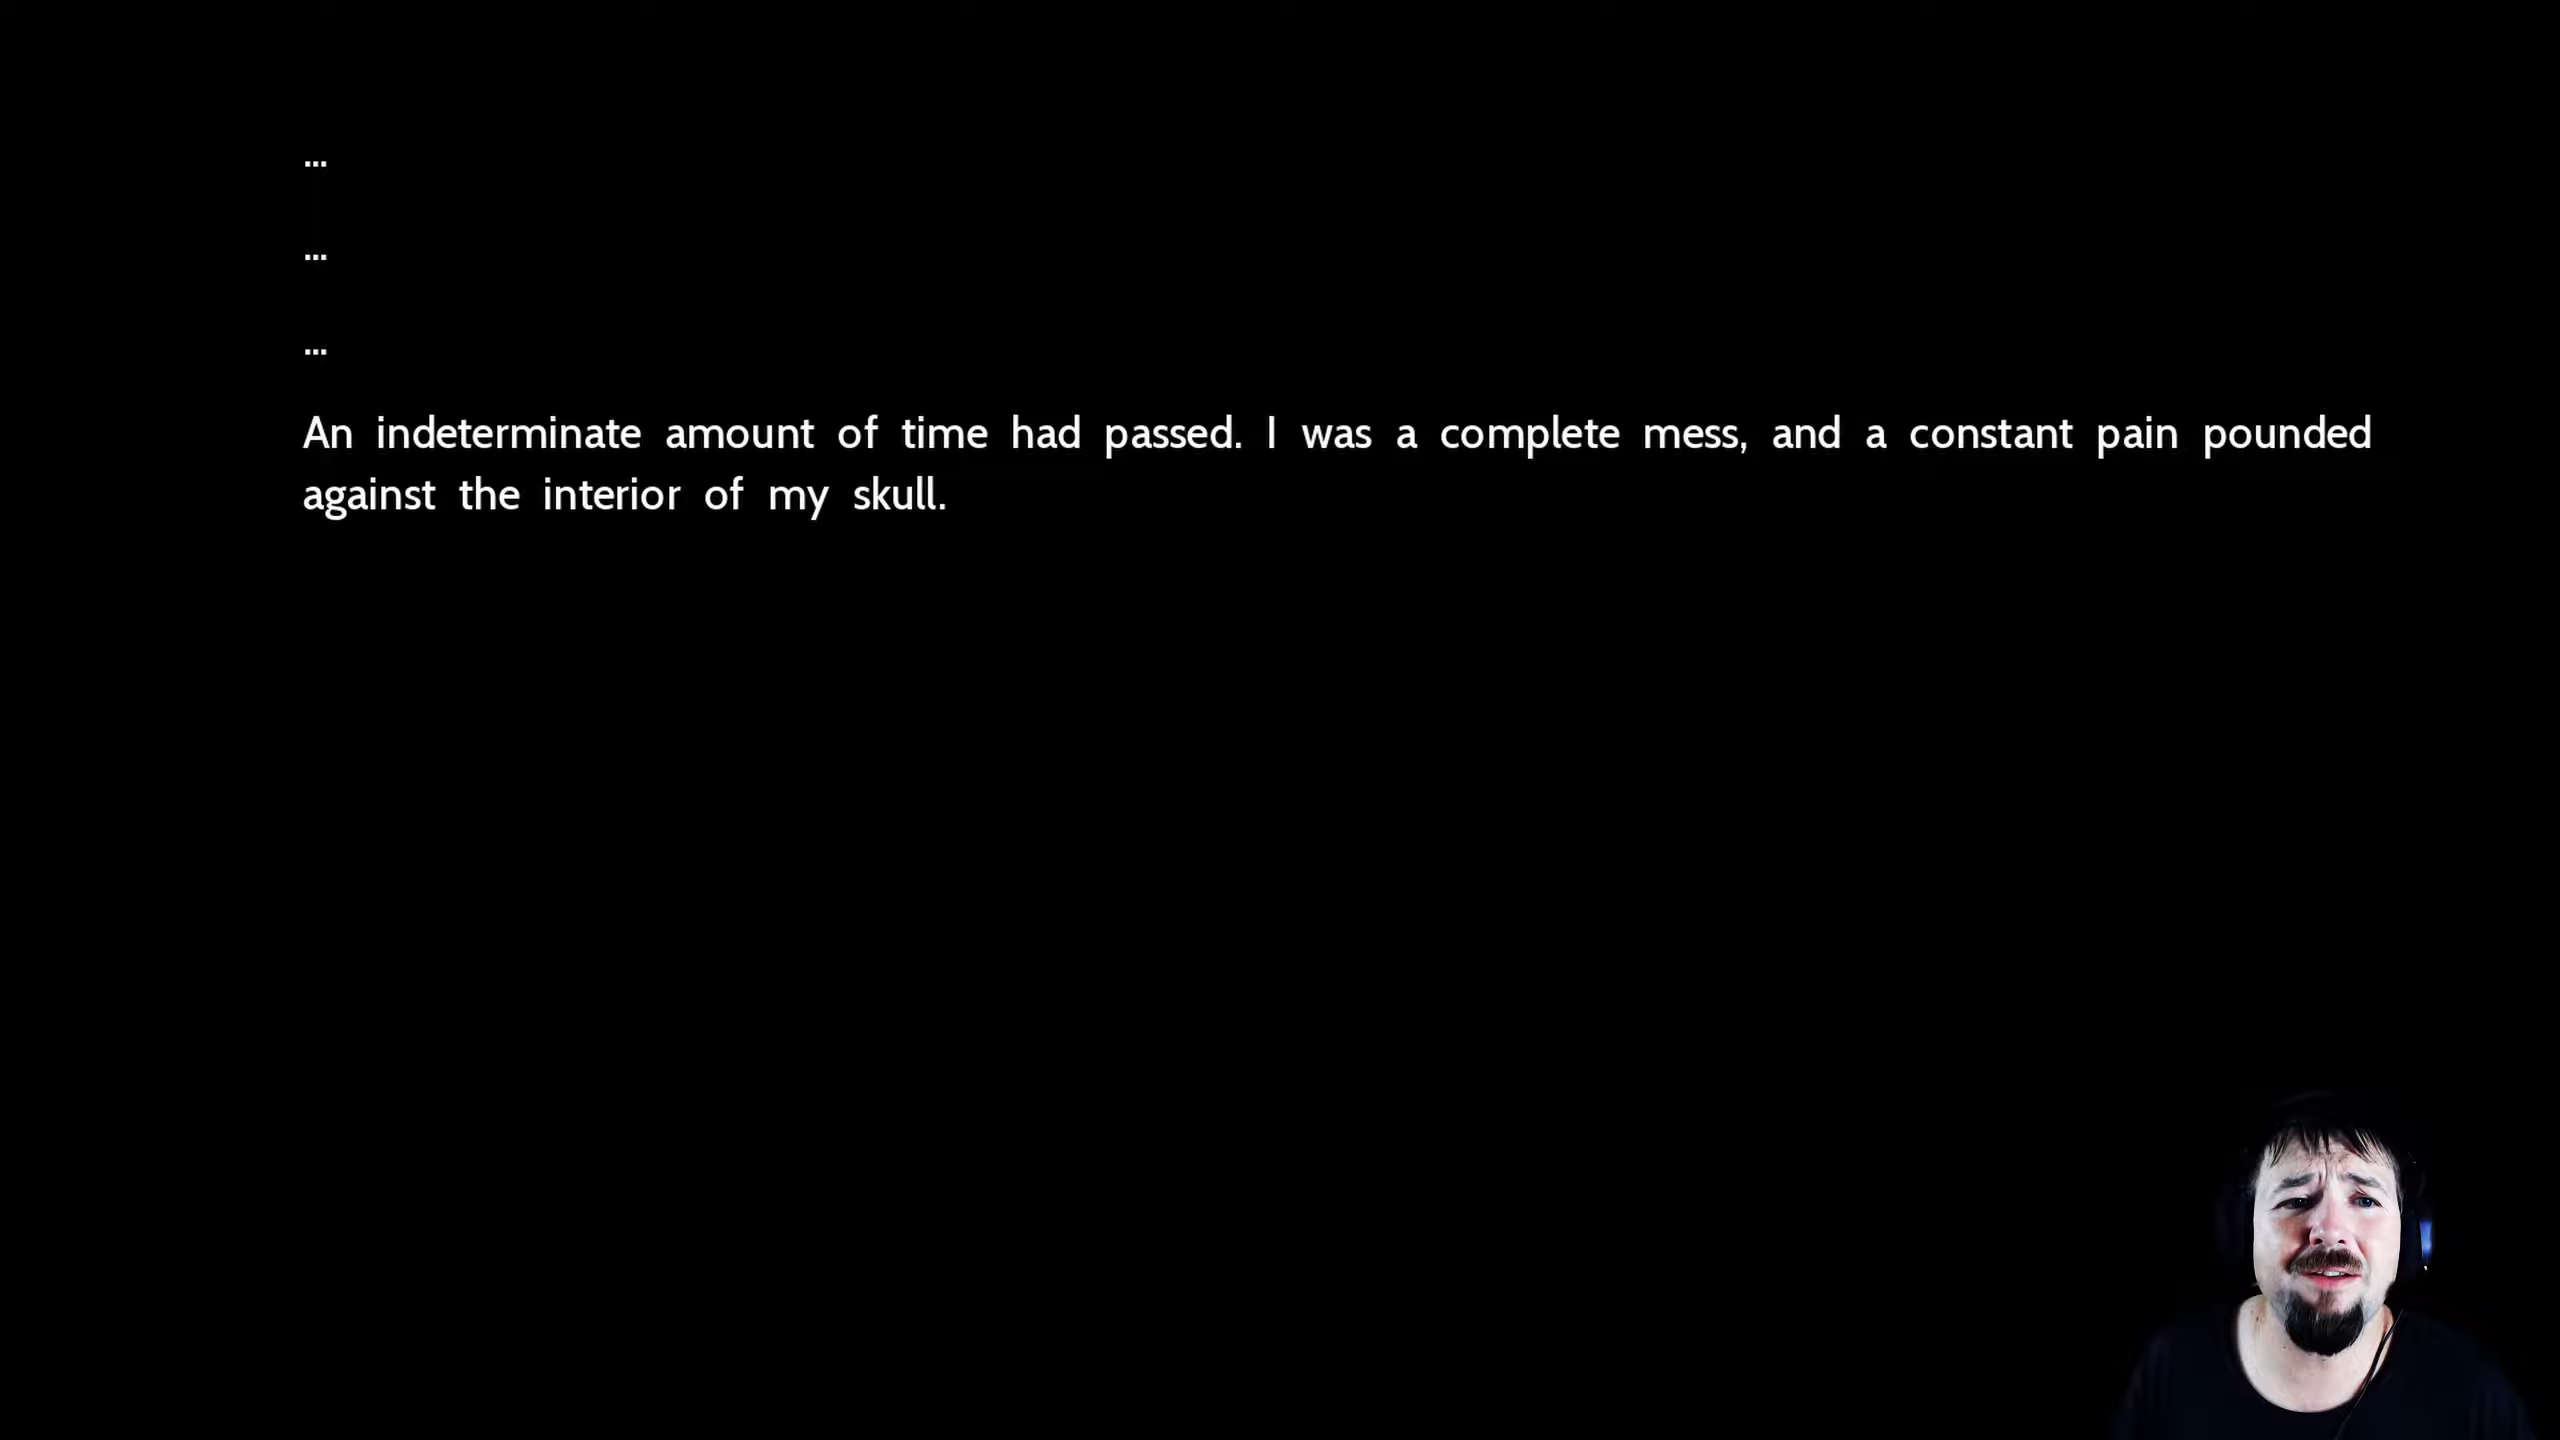 ...
...
...
An indeterminate amount of time had passed. I was a complete mess, and a constant pain pounded
against the interior of my skull.